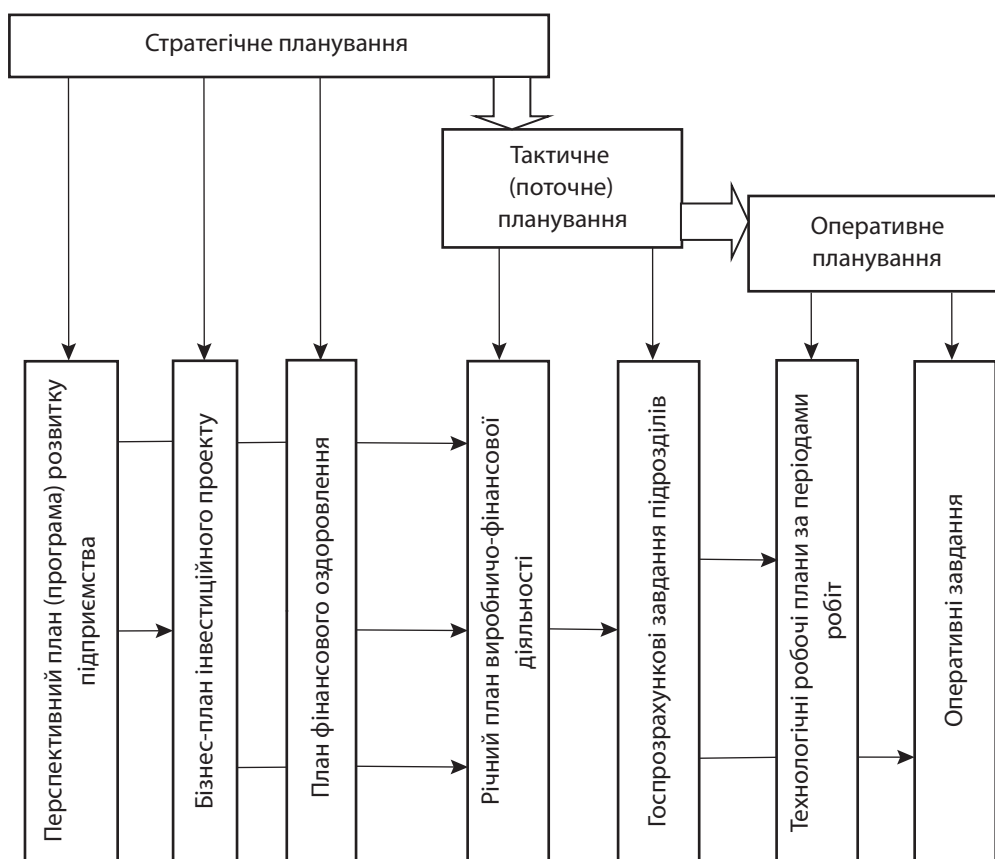 Стратегічне планування
Тактичне
(поточне)
планування
Оперативне
планування
Перспективний план (програма) розвитку
підприємства
Бізнес-план інвестиційного проекту
План фінансового оздоровлення
Річний план виробничо-фінансової
діяльності
Госпрозрахункові завдання підрозділів
Технологічні робочі плани за періодами
робіт
Оперативні завдання